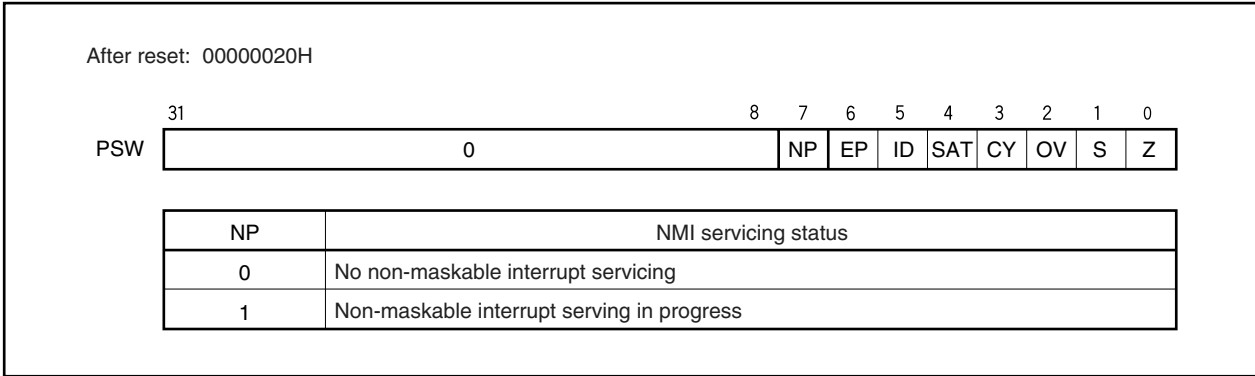 After reset: 00000020H
31 8 7 6 5 4 3 2 1 0
PSW 0 NP EP ID SAT CY OV S Z
NP NMI servicing status
0 No non-maskable interrupt servicing
1 Non-maskable interrupt serving in progress